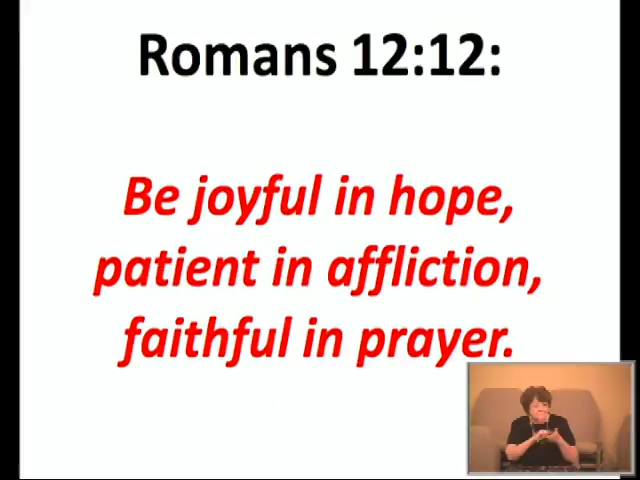 Romans 12:12:
Be joyful in hope,
patient in affliction,
faithful in prayer.